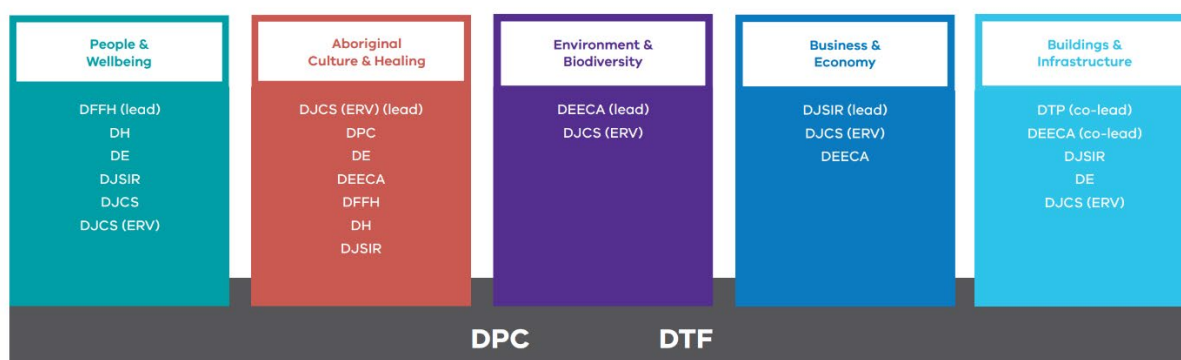 People &
Wellbeing
DFFH (lead)
DH
DE
DJSIR
DJCS
DJCS (ERV)
Aboriginal
Culture & Healing
DJCS (ERV) (lead)
DPC
DE
DEECA
DFFH
DH
DJSIR
Environment &
Biodiversity
DEECA (lead)
DJCS (ERV)
Business &
Economy
DJSIR (lead)
DJCS (ERV)
DEECA
Buildings &
Infrastructure
DTP (co-lead)
DEECA (co-lead)
DJSIR
DE
DJCS (ERV)
DPC DTF